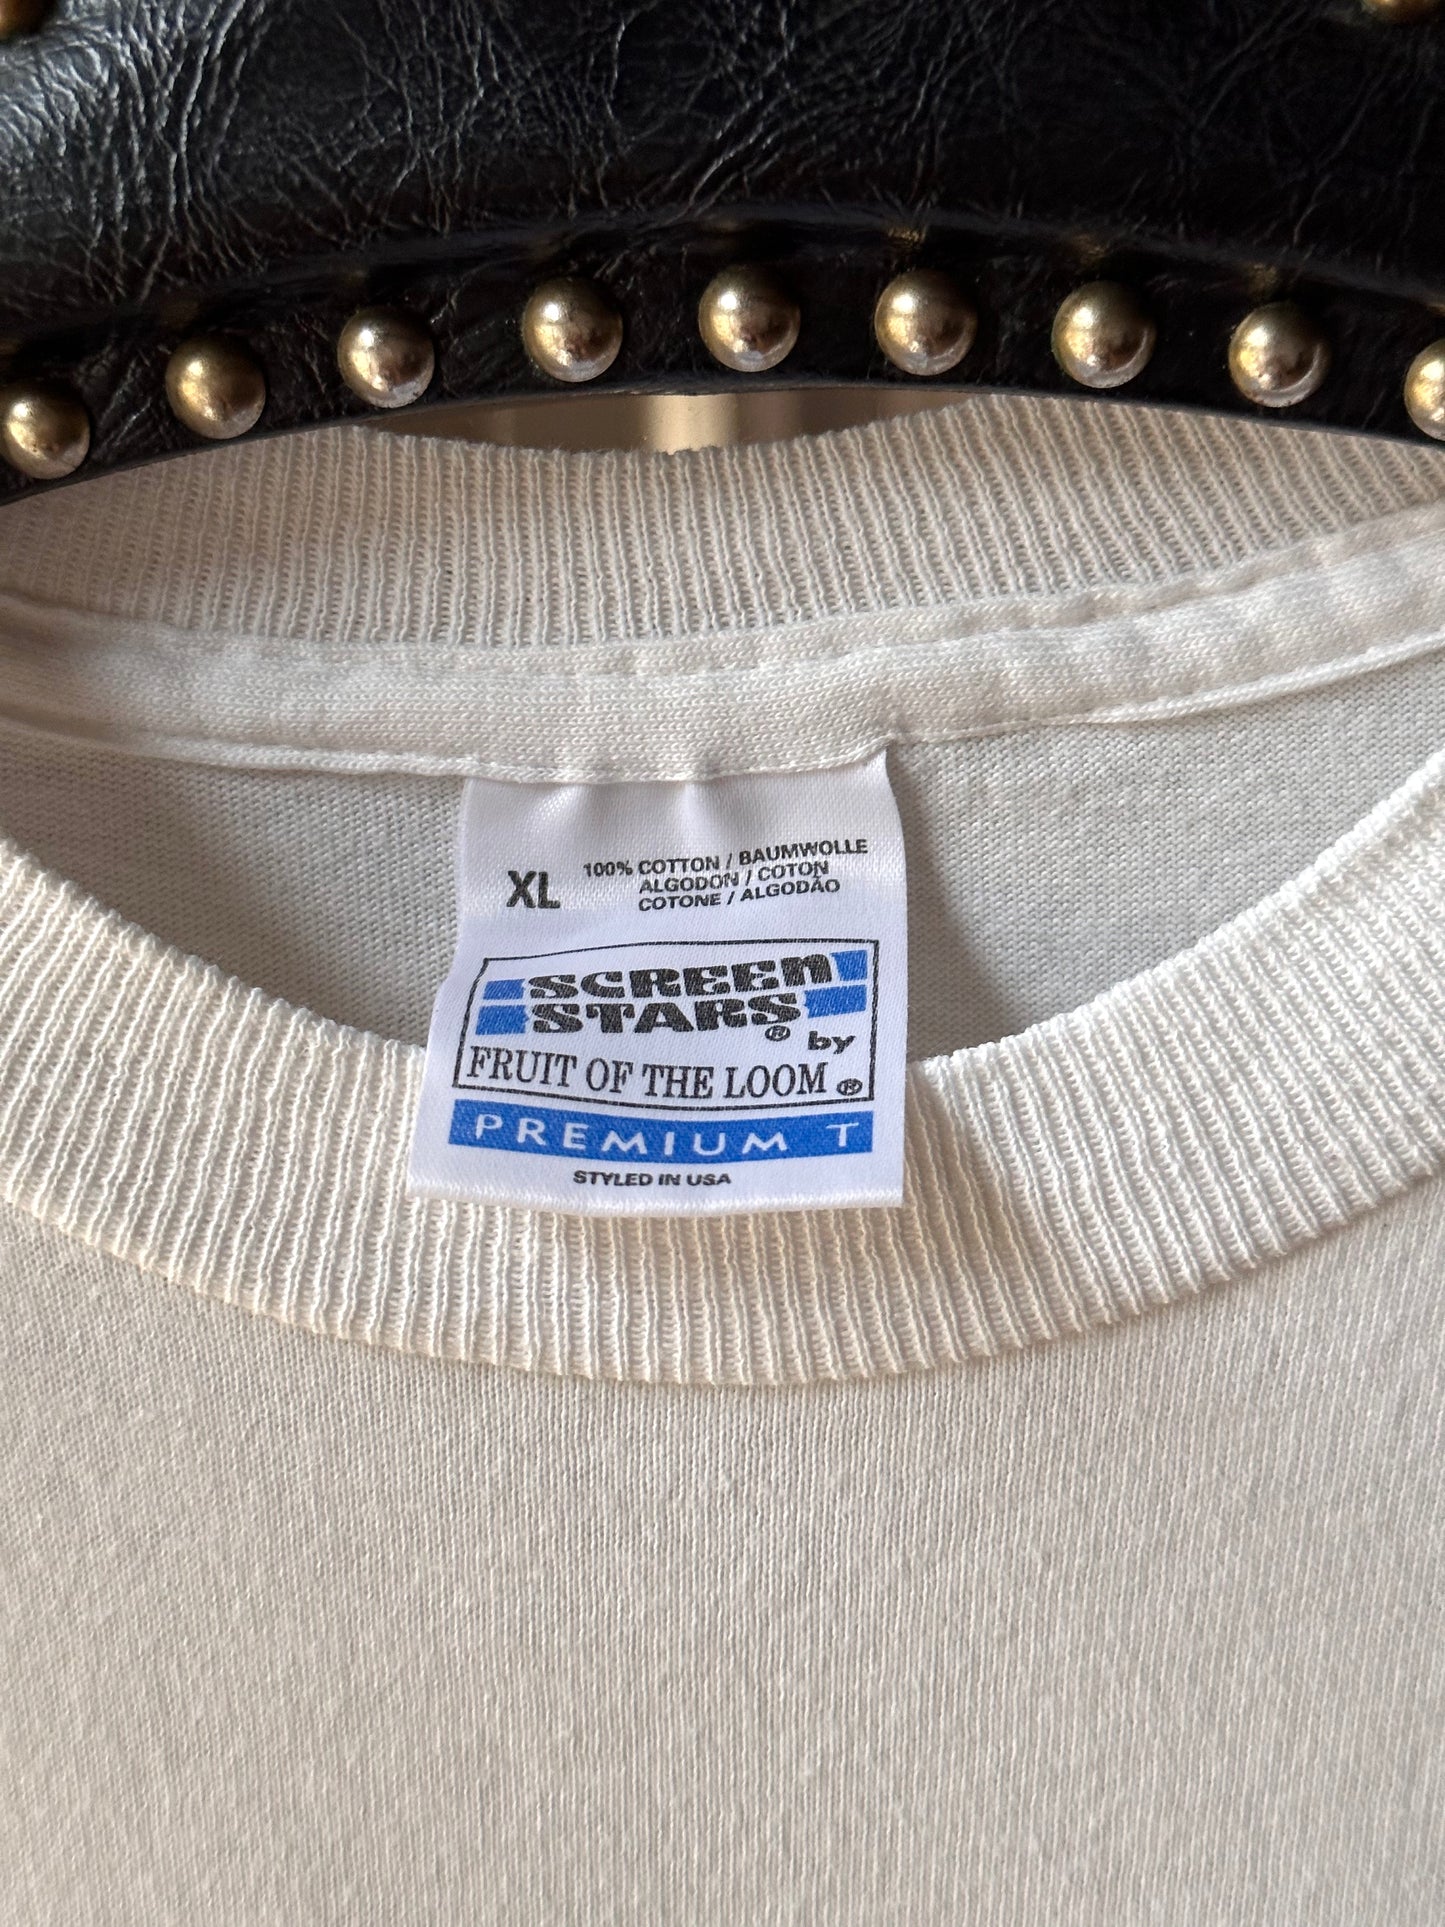 XL
100% COTTON / BAUMWOLLE
ALGODON / COTON
COTONE / ALGODÃO
SCREEN
STARS® by
FRUIT OF THE LOOM®
PREMIUM T
STYLED IN USA